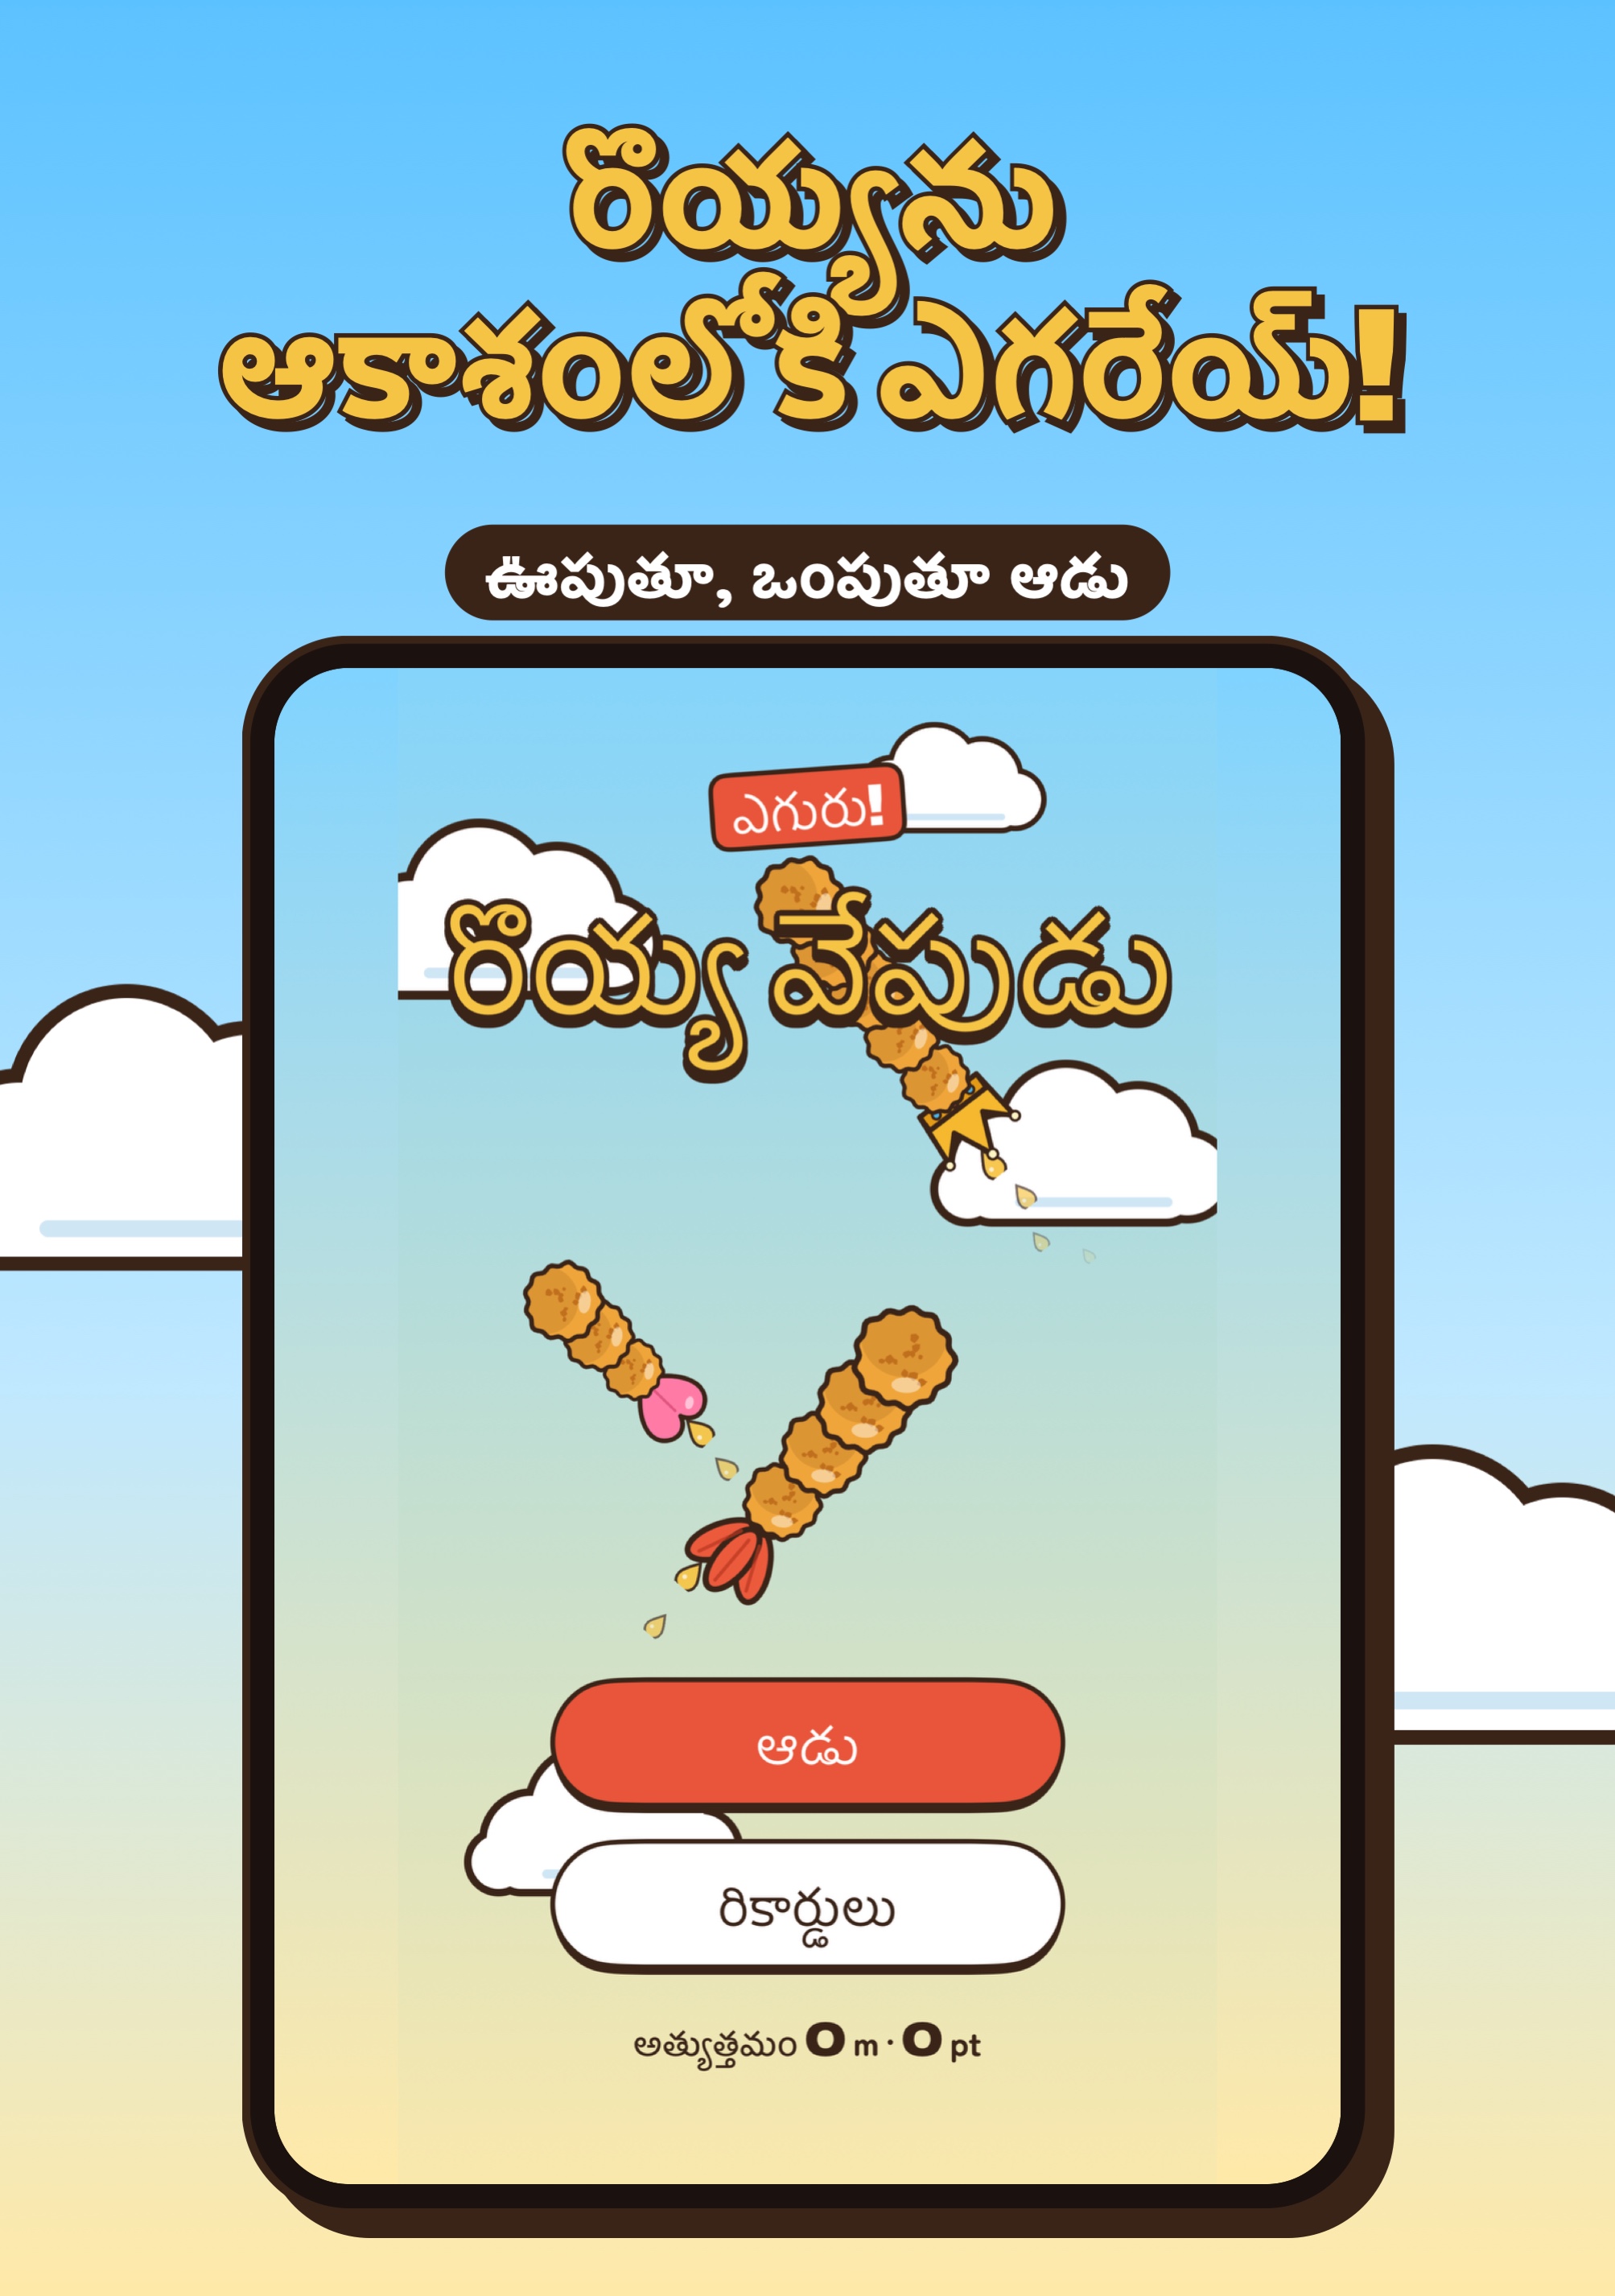 రొయ్యను
ఆకాశంలోకి ఎగరేయ్!
ఊపుతూ, ఒంపుతూ ఆడు
ఎగురు!
రొయ్య వేపుడు
ఆడు
రికార్డులు
అత్యుత్తమం 0 m · 0 pt